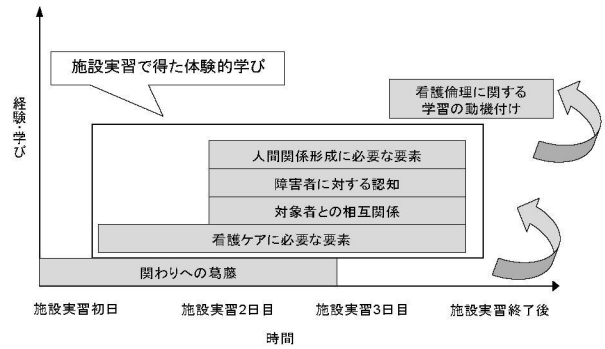 施設実習で得た体験的学び
看護倫理に関する
学習の動機付け
経験・学び
人間関係形成に必要な要素
障害者に対する認知
対象者との相互関係
看護ケアに必要な要素
関わりへの葛藤
施設実習初日
施設実習2日目
施設実習3日目
施設実習終了後
時間